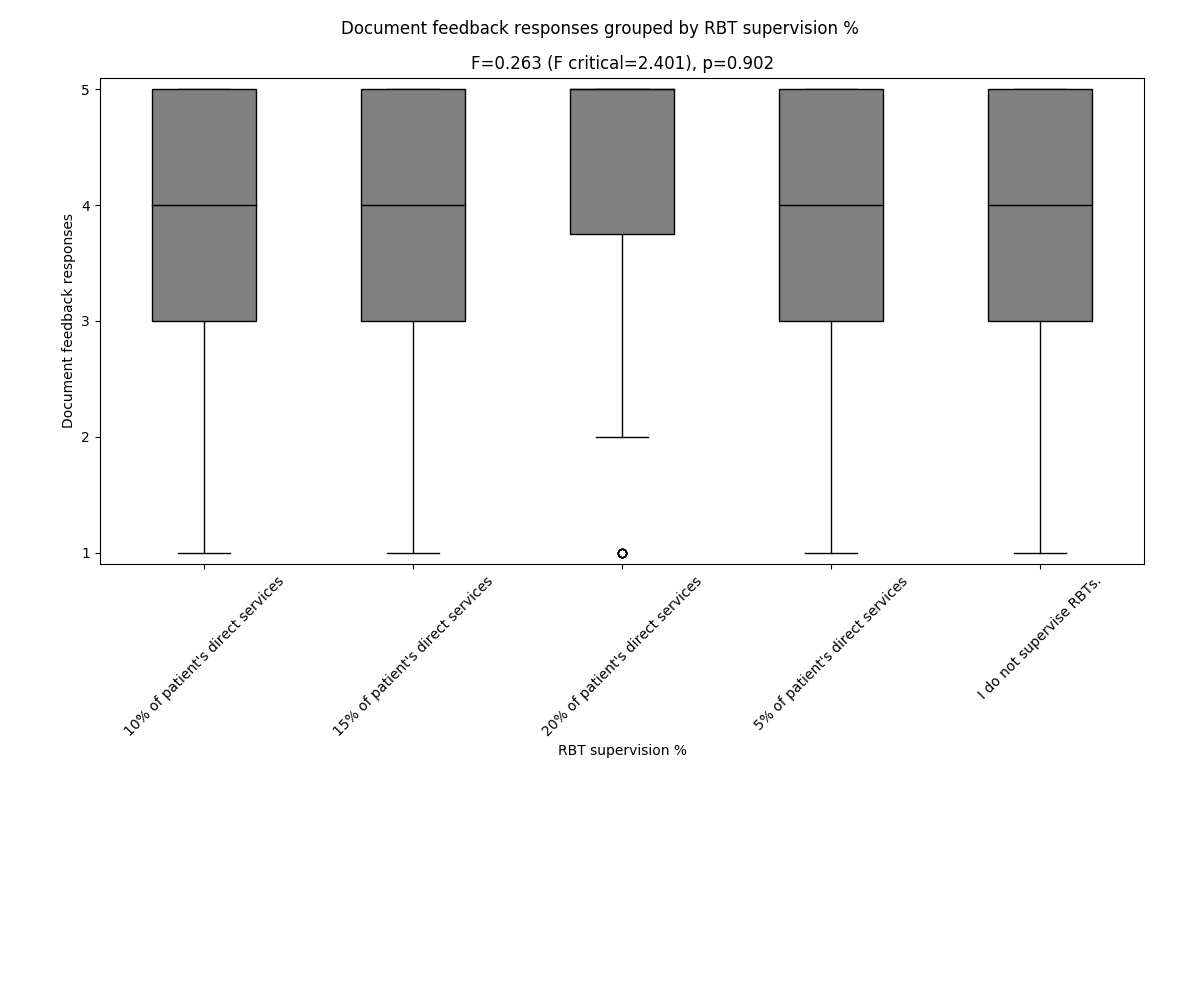 Document feedback responses grouped by RBT supervision %
F=0.263 (F critical=2.401), p=0.902
Document feedback responses
5
4
3
2
1
10% of patient's direct services
15% of patient's direct services
20% of patient's direct services
5% of patient's direct services
I do not supervise RBTs.
RBT supervision %